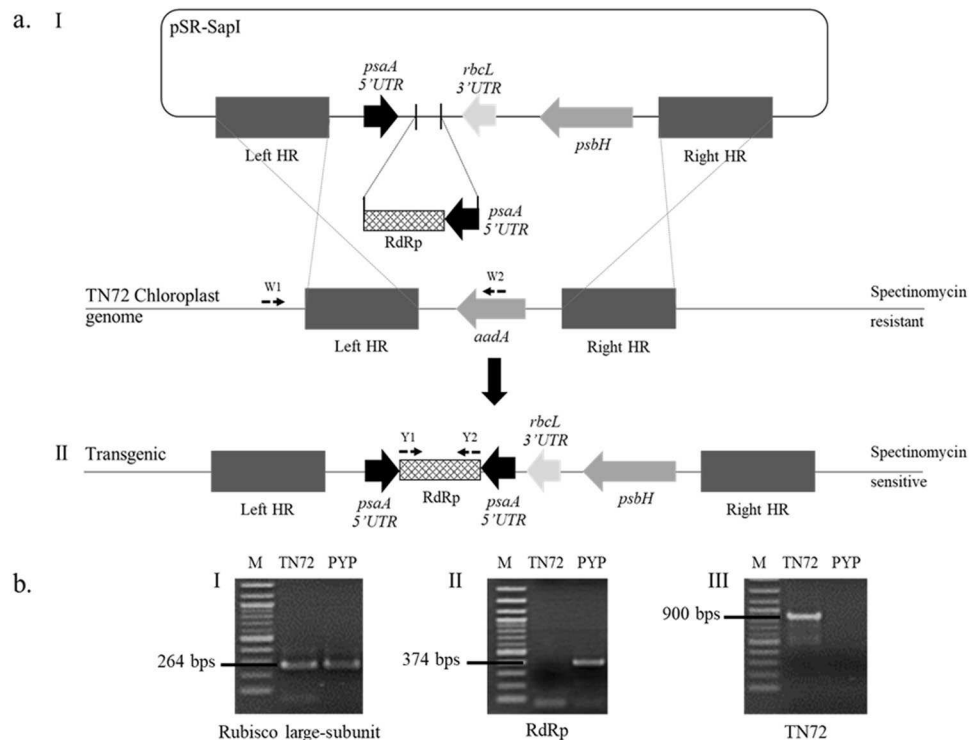 a. I
pSR-SapI
psaA
5’UTR
rbcL
3’UTR
Left HR
psbH
Right HR
psaA
5’UTR
RdRp
W1
W2
TN72 Chloroplast
genome
Spectinomycin
resistant
Left HR
aadA
Right HR
II Transgenic
Y1
Y2
rbcL
3’UTR
Spectinomycin
sensitive
Left HR
psaA
5’UTR
RdRp
psaA
5’UTR
psbH
Right HR
b.
I
M TN72 PYP
264 bps
Rubisco large-subunit
II
M TN72 PYP
374 bps
RdRp
III
M TN72 PYP
900 bps
TN72